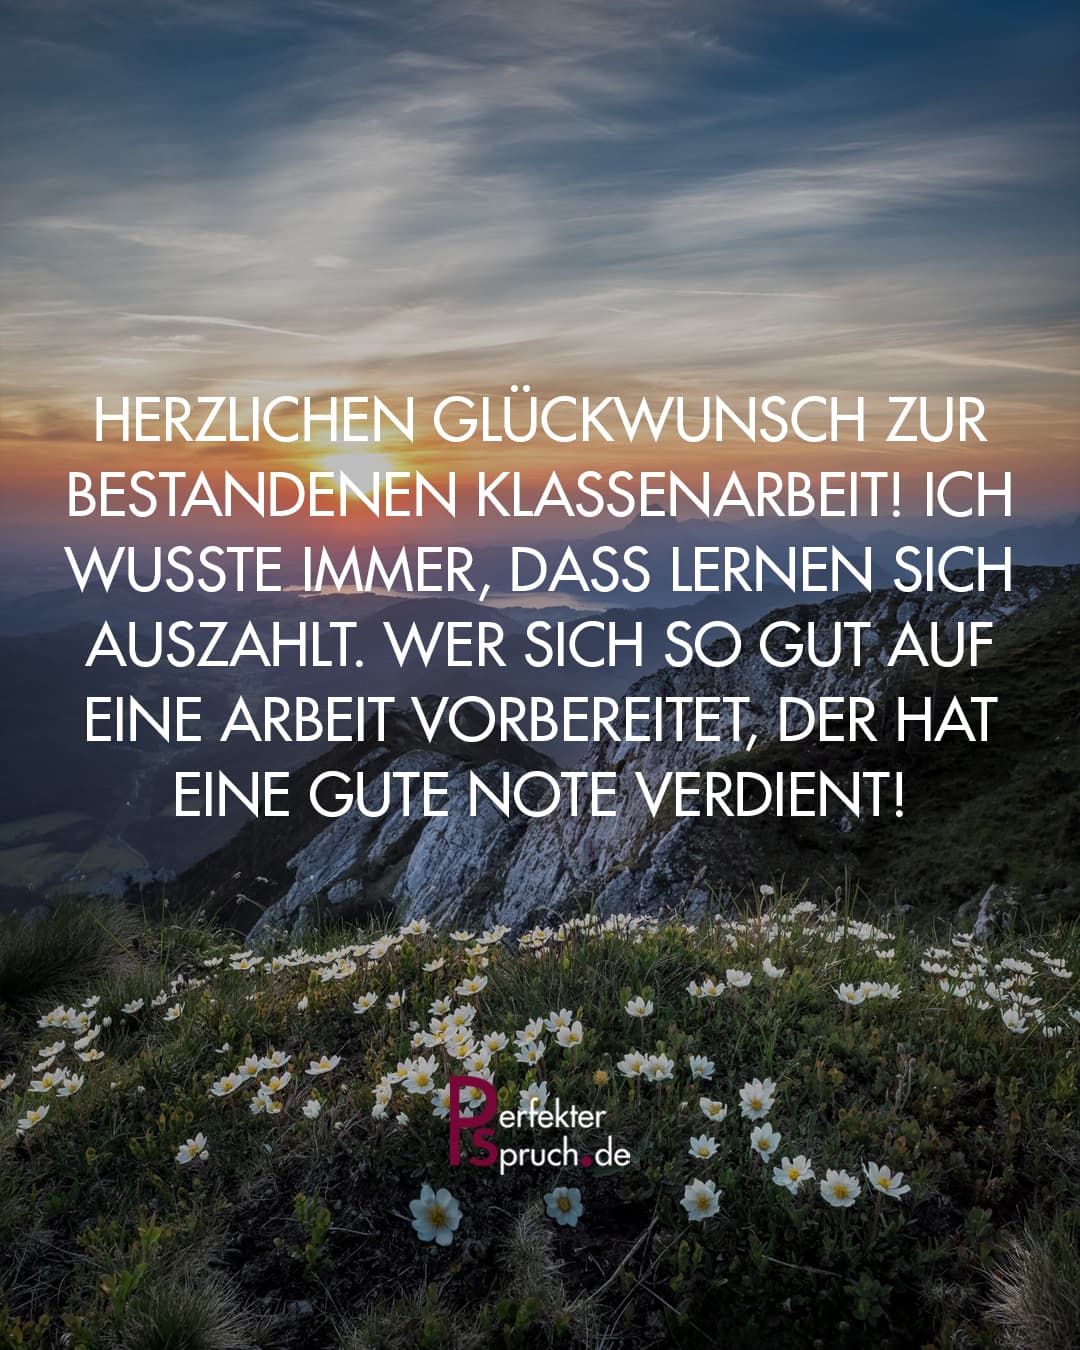 HERZLICHEN GLÜCKWUNSCH ZUR
BESTANDENEN KLASSENARBEIT! ICH
WUSSTE IMMER, DASS LERNEN SICH
AUSZAHLT. WER SICH SO GUT AUF
EINE ARBEIT VORBEREITET, DER HAT
EINE GUTE NOTE VERDIENT!
Perfekter
Spruch.de